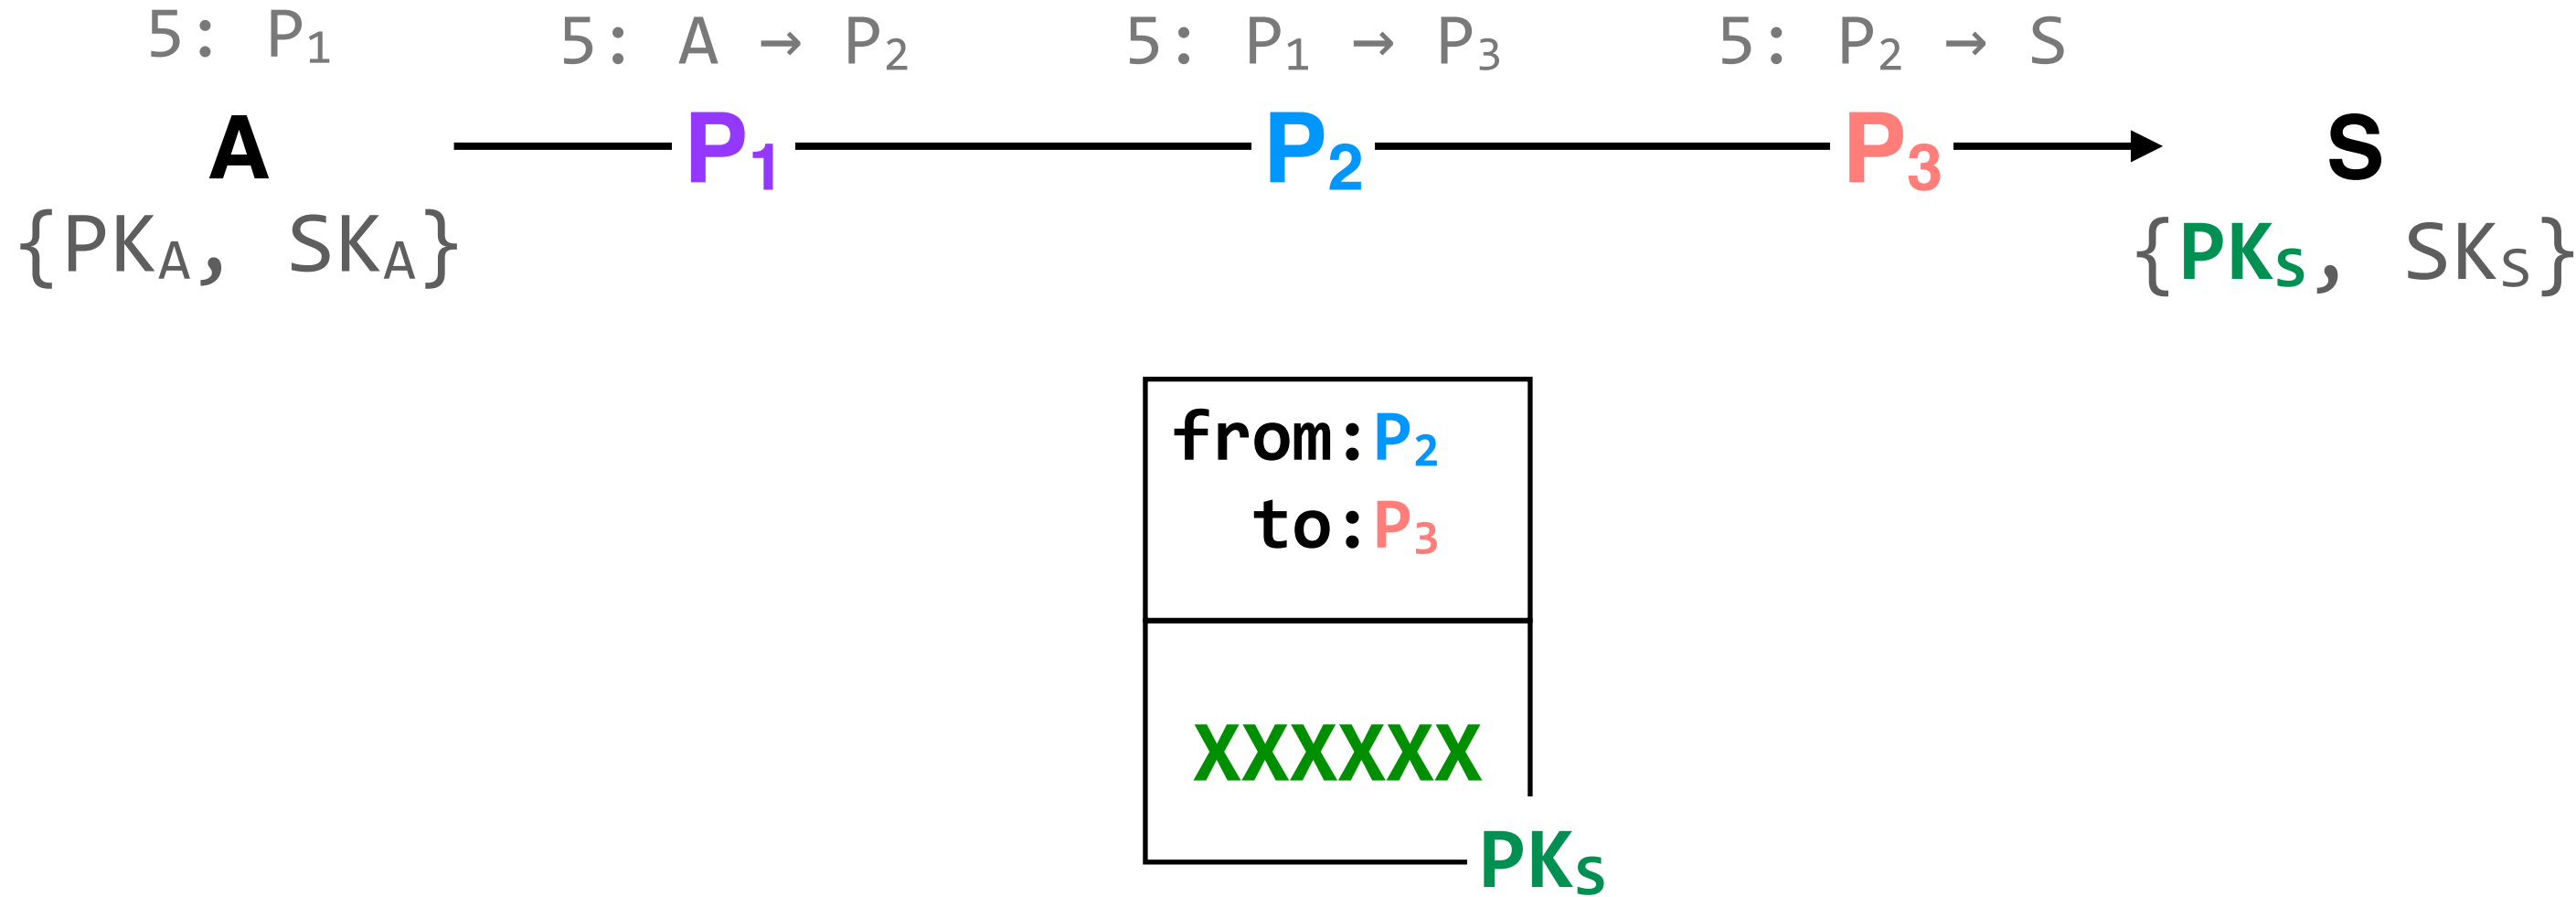 5: P₁ 5: A → P₂ 5: P₁ → P₃ 5: P₂ → S
A P₁ P₂ P₃ S
{PKA, SKA} {PKS, SKS}
from:P₂
to:P₃
XXXXXX
PKS